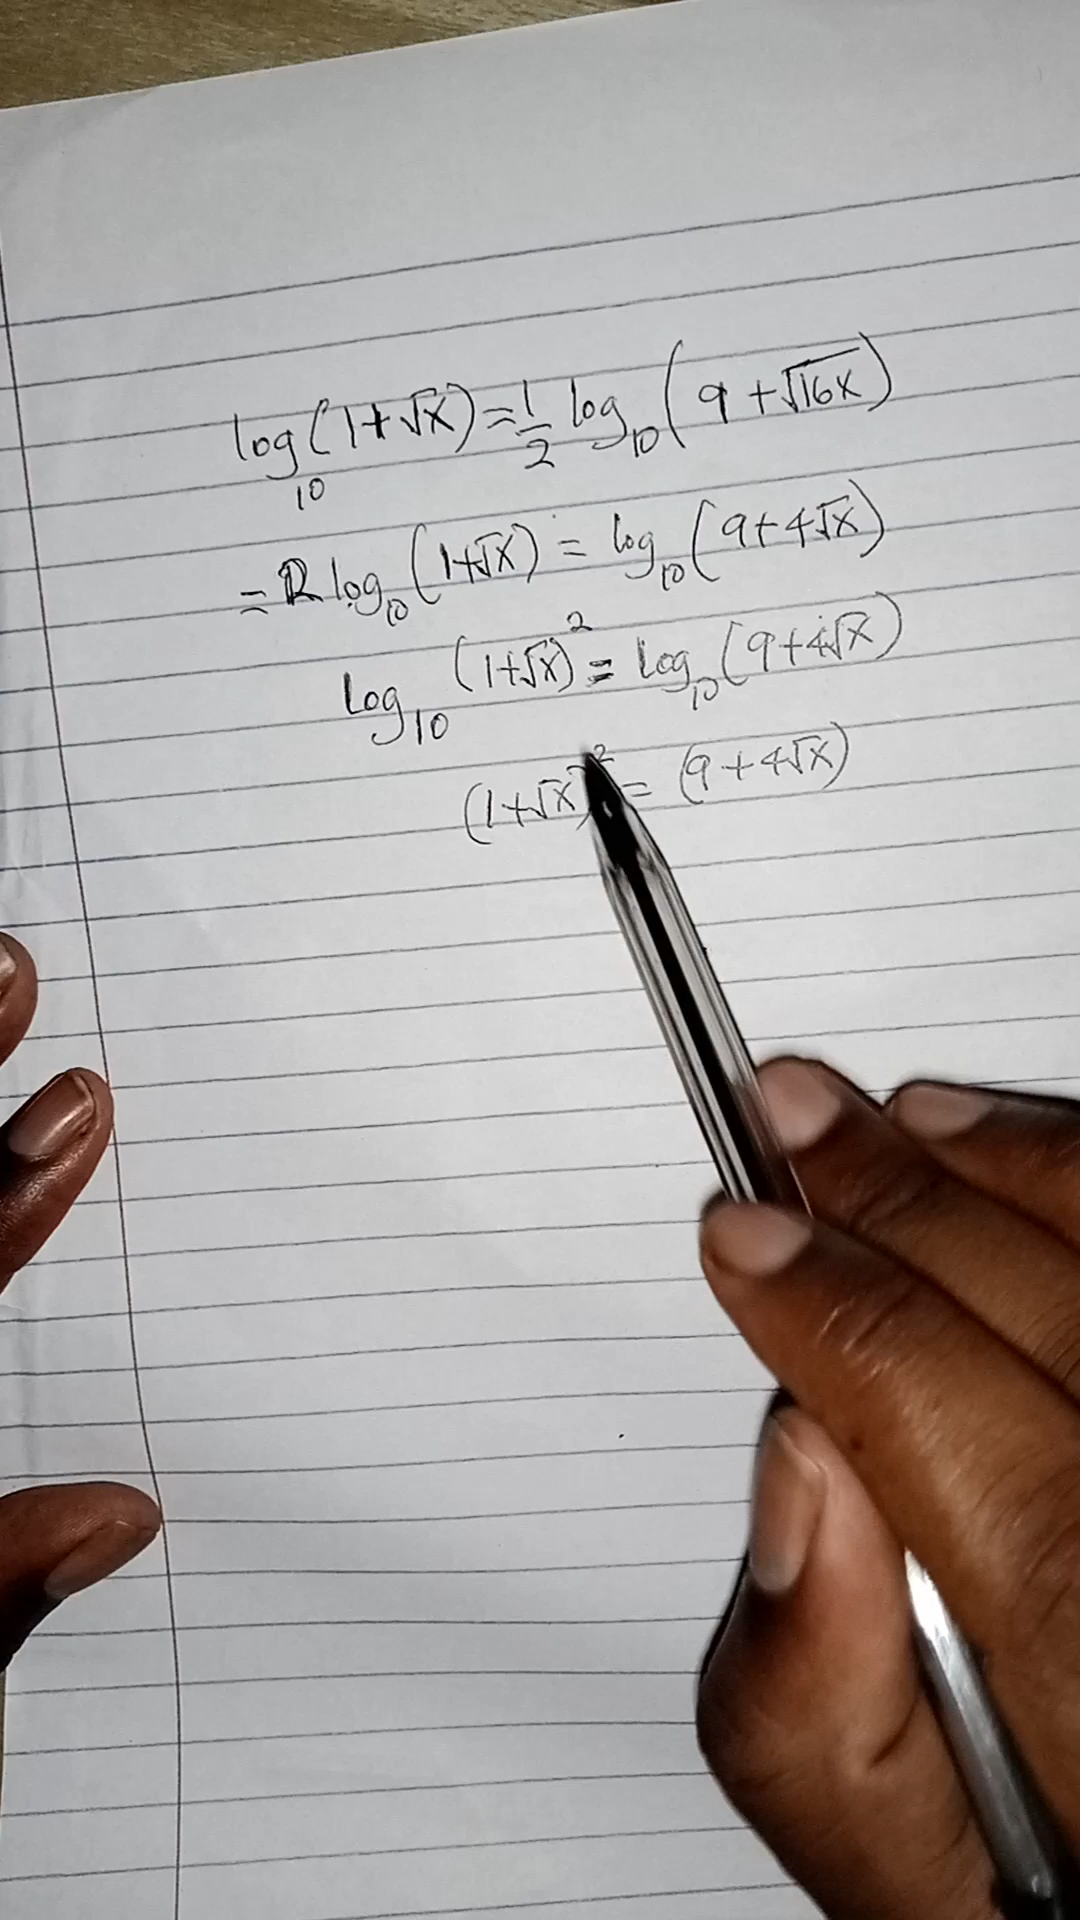 log₁₀(1+√x)=1/2 log₁₀(9+√16x)
= 2 log₁₀(1+√x) = log₁₀(9+4√x)
log₁₀(1+√x)² = log₁₀(9+4√x)
(1+√x)² = (9+4√x)